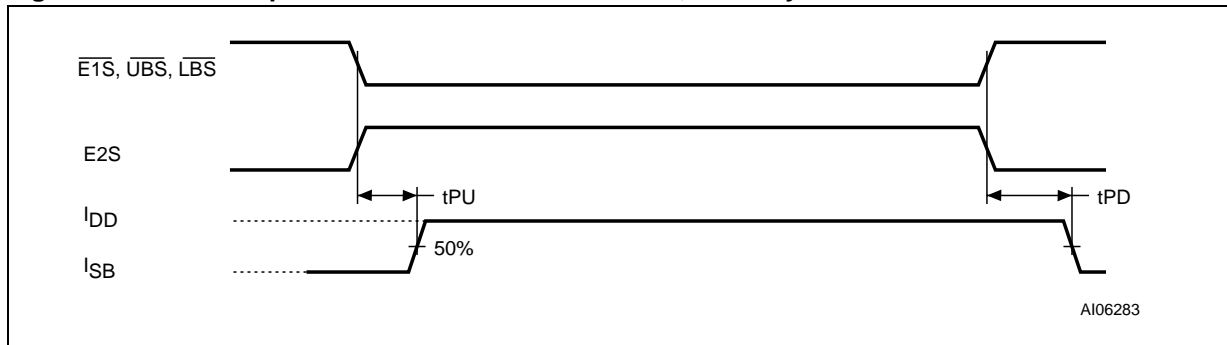 E1S, UBS, LBS
E2S
tPU
tPD
IDD
50%
ISB
AI06283